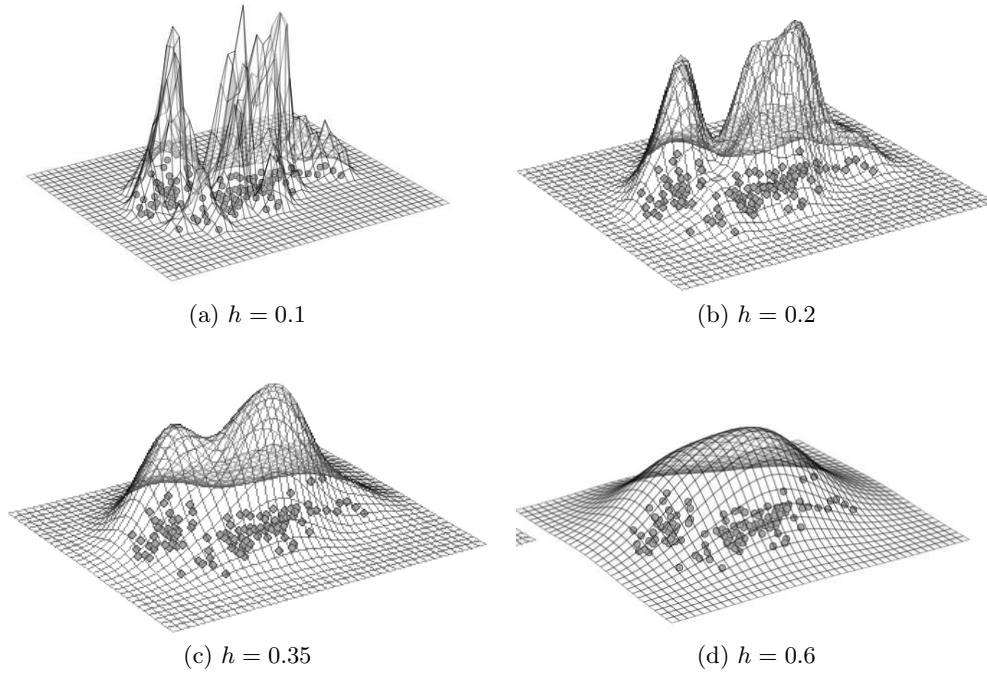 (a) h = 0.1
(b) h = 0.2
(c) h = 0.35
(d) h = 0.6